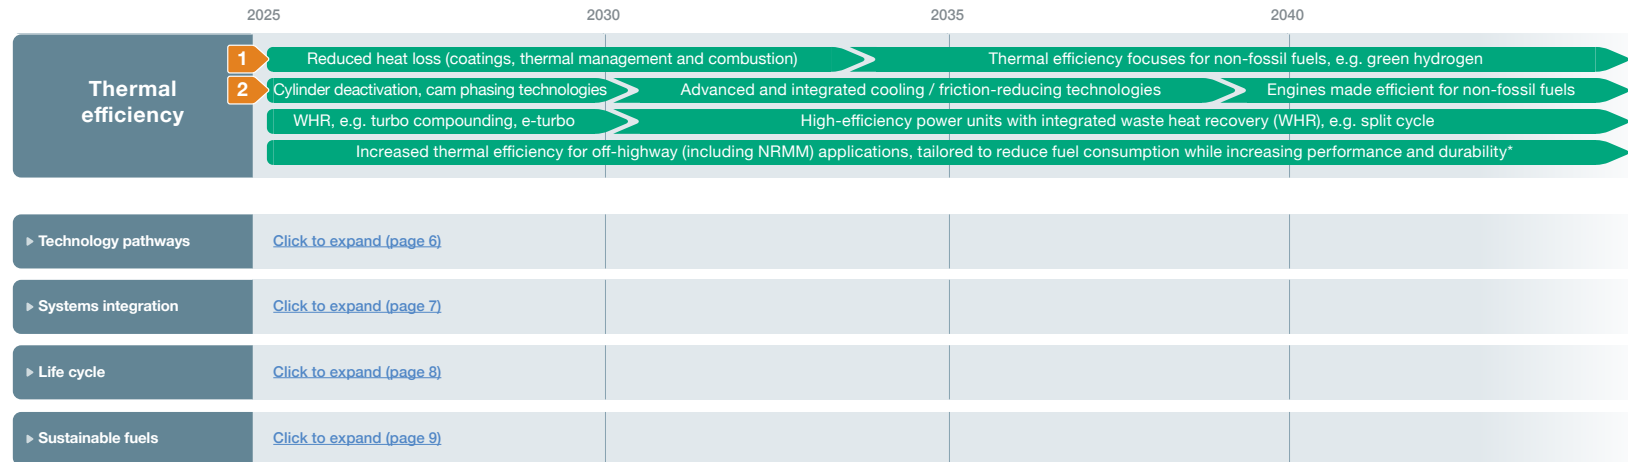 2025 2030 2035 2040
Thermal
efficiency
1 Reduced heat loss (coatings, thermal management and combustion) Thermal efficiency focuses for non-fossil fuels, e.g. green hydrogen
2 Cylinder deactivation, cam phasing technologies Advanced and integrated cooling / friction-reducing technologies Engines made efficient for non-fossil fuels
WHR, e.g. turbo compounding, e-turbo High-efficiency power units with integrated waste heat recovery (WHR), e.g. split cycle
Increased thermal efficiency for off-highway (including NRMM) applications, tailored to reduce fuel consumption while increasing performance and durability*
Technology pathways Click to expand (page 6)
Systems integration Click to expand (page 7)
Life cycle Click to expand (page 8)
Sustainable fuels Click to expand (page 9)